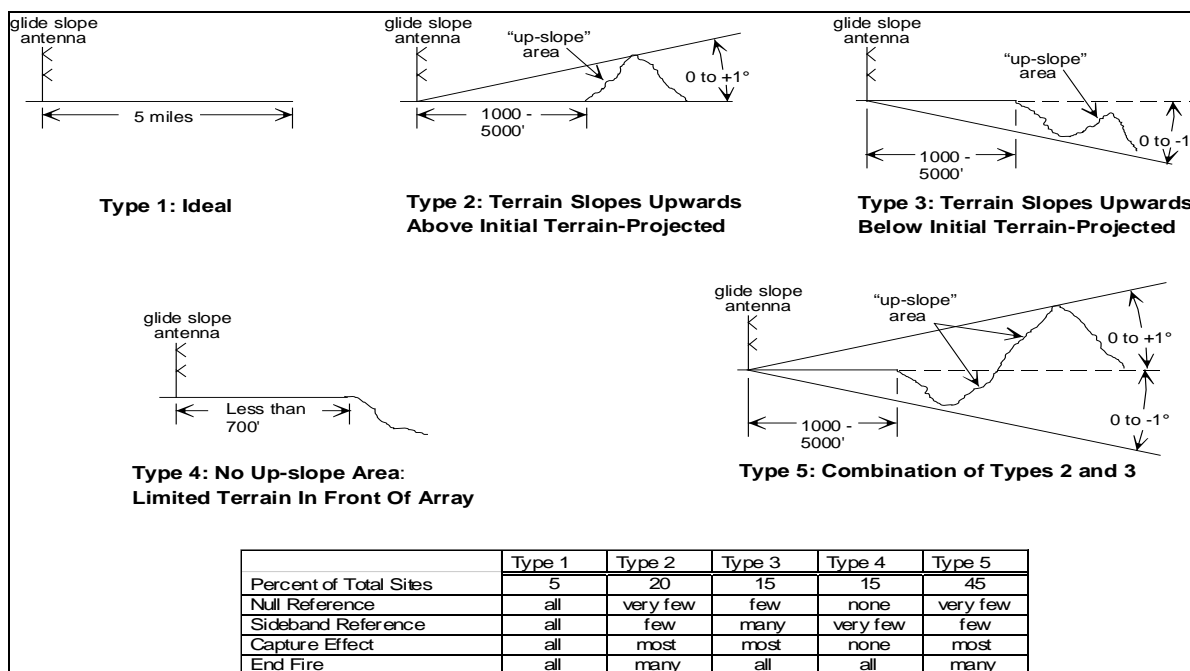 glide slope
antenna
5 miles
Type 1: Ideal
glide slope
antenna
“up-slope”
area
0 to +1°
1000 -
5000'
Type 2: Terrain Slopes Upwards
Above Initial Terrain-Projected
glide slope
antenna
“up-slope”
area
0 to -1
1000 -
5000'
Type 3: Terrain Slopes Upwards
Below Initial Terrain-Projected
glide slope
antenna
Less than
700'
Type 4: No Up-slope Area:
Limited Terrain In Front Of Array
glide slope
antenna
“up-slope”
area
0 to +1°
0 to -1°
1000 -
5000'
Type 5: Combination of Types 2 and 3
Type 1 Type 2 Type 3 Type 4 Type 5
Percent of Total Sites 5 20 15 15 45
Null Reference all very few few none very few
Sideband Reference all few many very few few
Capture Effect all most most none most
End Fire all many all all many